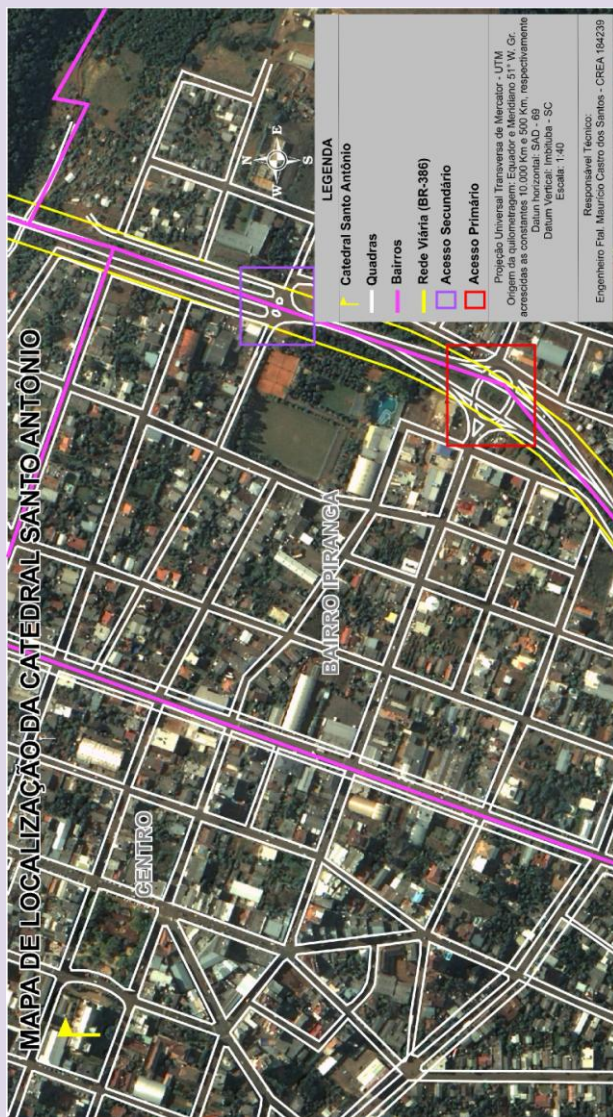 MAPA DE LOCALIZAÇÃO DA CATEDRAL SANTO ANTÔNIO
CENTRO
BAIRRO IPIRANGA
N
E
W
S
LEGENDA
Catedral Santo Antônio
Quadras
Bairros
Rede Viária (BR-386)
Acesso Secundário
Acesso Primário
Projeção Universal Transversa de Mercator - UTM
Origem da quilometragem: Equador e Meridiano 51° W. Gr.
acrescidas as constantes 10.000 Km e 500 Km, respectivamente
Datun horizontal: SAD - 69
Datum Vertical: Imbituba - SC
Escala: 1:40
Responsável Técnico:
Engenheiro Ftal. Maurício Castro dos Santos - CREA 184239